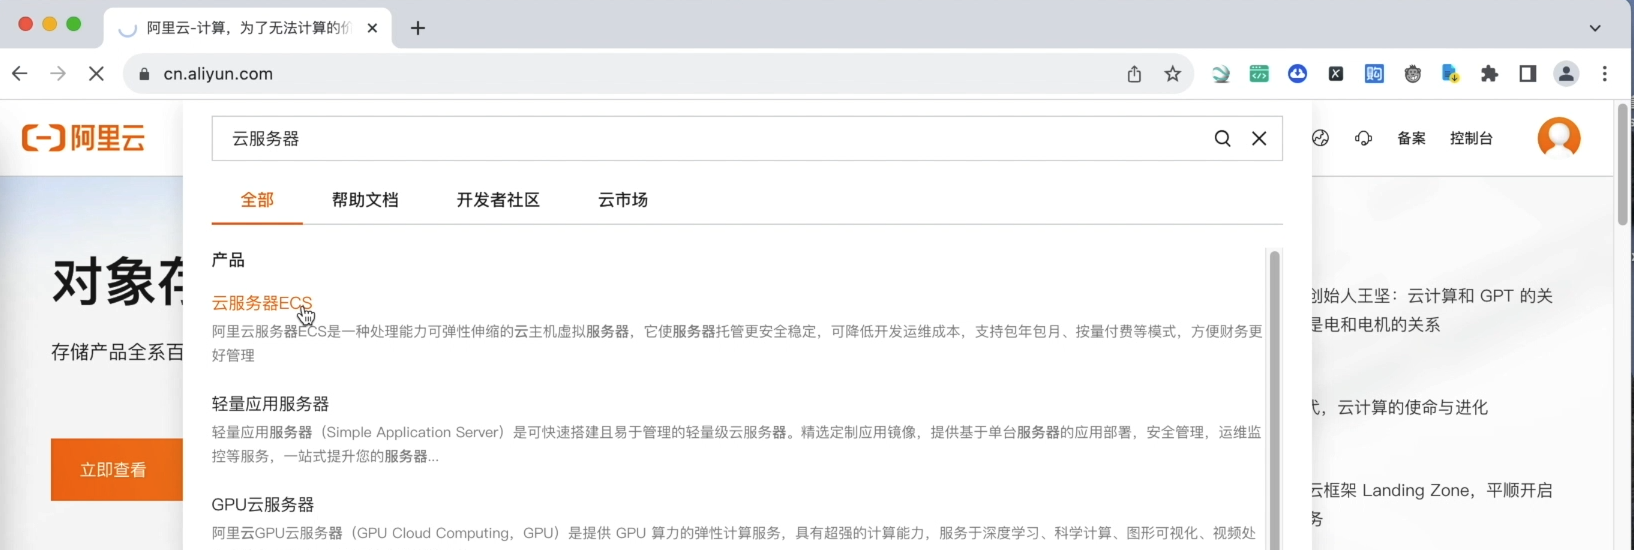 阿里云-计算，为了无法计算的价
cn.aliyun.com
阿里云
云服务器
备案
控制台
全部
帮助文档
开发者社区
云市场
产品
云服务器ECS
阿里云服务器ECS是一种处理能力可弹性伸缩的云主机虚拟服务器，它使服务器托管更安全稳定，可降低开发运维成本，支持包年包月、按量付费等模式，方便财务更
好管理
轻量应用服务器
轻量应用服务器（Simple Application Server）是可快速搭建且易于管理的轻量级云服务器。精选定制应用镜像，提供基于单台服务器的应用部署，安全管理，运维监
控等服务，一站式提升您的服务器...
GPU云服务器
阿里云GPU云服务器（GPU Cloud Computing，GPU）是提供 GPU 算力的弹性计算服务，具有超强的计算能力，服务于深度学习、科学计算、图形可视化、视频处
对象存
存储产品全系百
立即查看
创始人王坚：云计算和 GPT 的关
是电和电机的关系
，云计算的使命与进化
云框架 Landing Zone，平顺开启
务